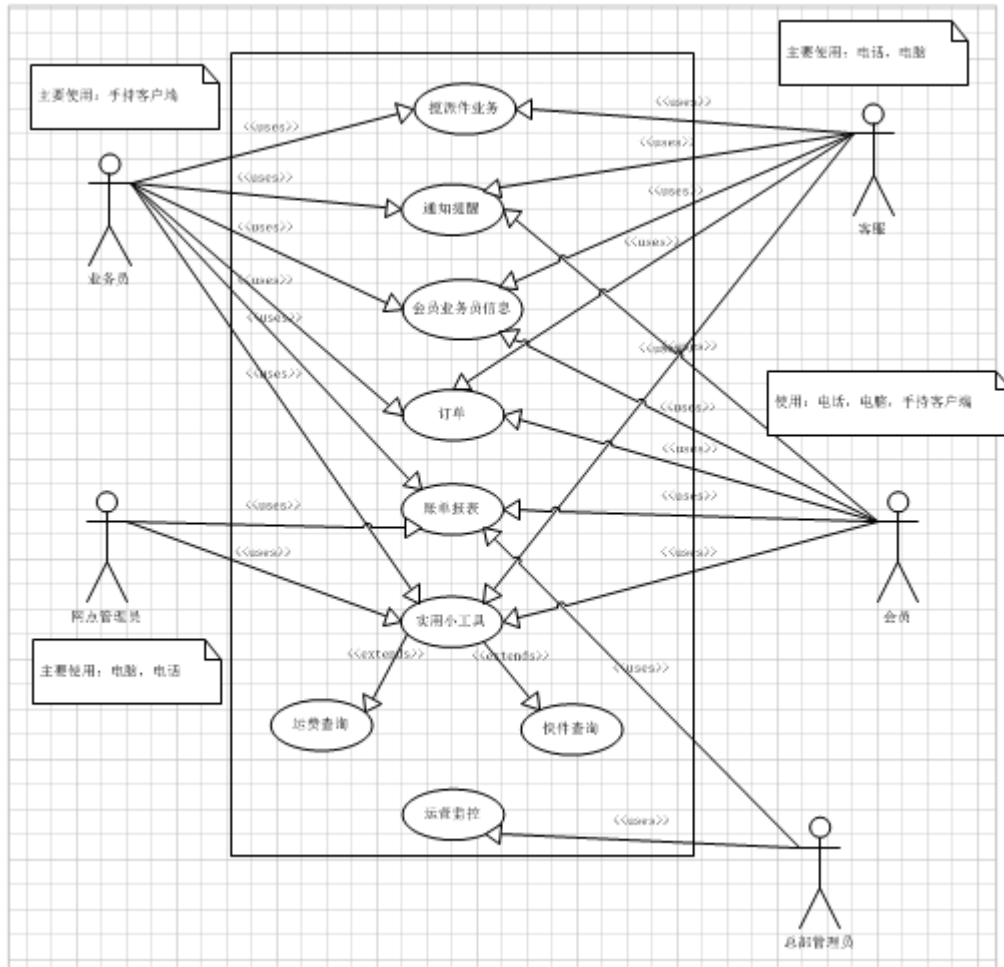 主要使用：电话，电脑
主要使用：手持客户端
揽派件业务
<<uses>>
<<uses>>
<<uses>>
<<uses>>
<<uses>>
通知提醒
<<uses>>
客服
<<uses>>
<<uses>>
业务员
<<uses>>
会员业务员信息
<<uses>>
<<uses>>
使用：电话，电脑，手持客户端
订单
<<uses>>
<<uses>>
<<uses>>
账单报表
<<uses>>
<<uses>>
<<uses>>
网点管理员
实用小工具
会员
<<extends>>
<<extends>>
主要使用：电脑，电话
<<uses>>
运费查询
快件查询
运营监控
<<uses>>
总部管理员